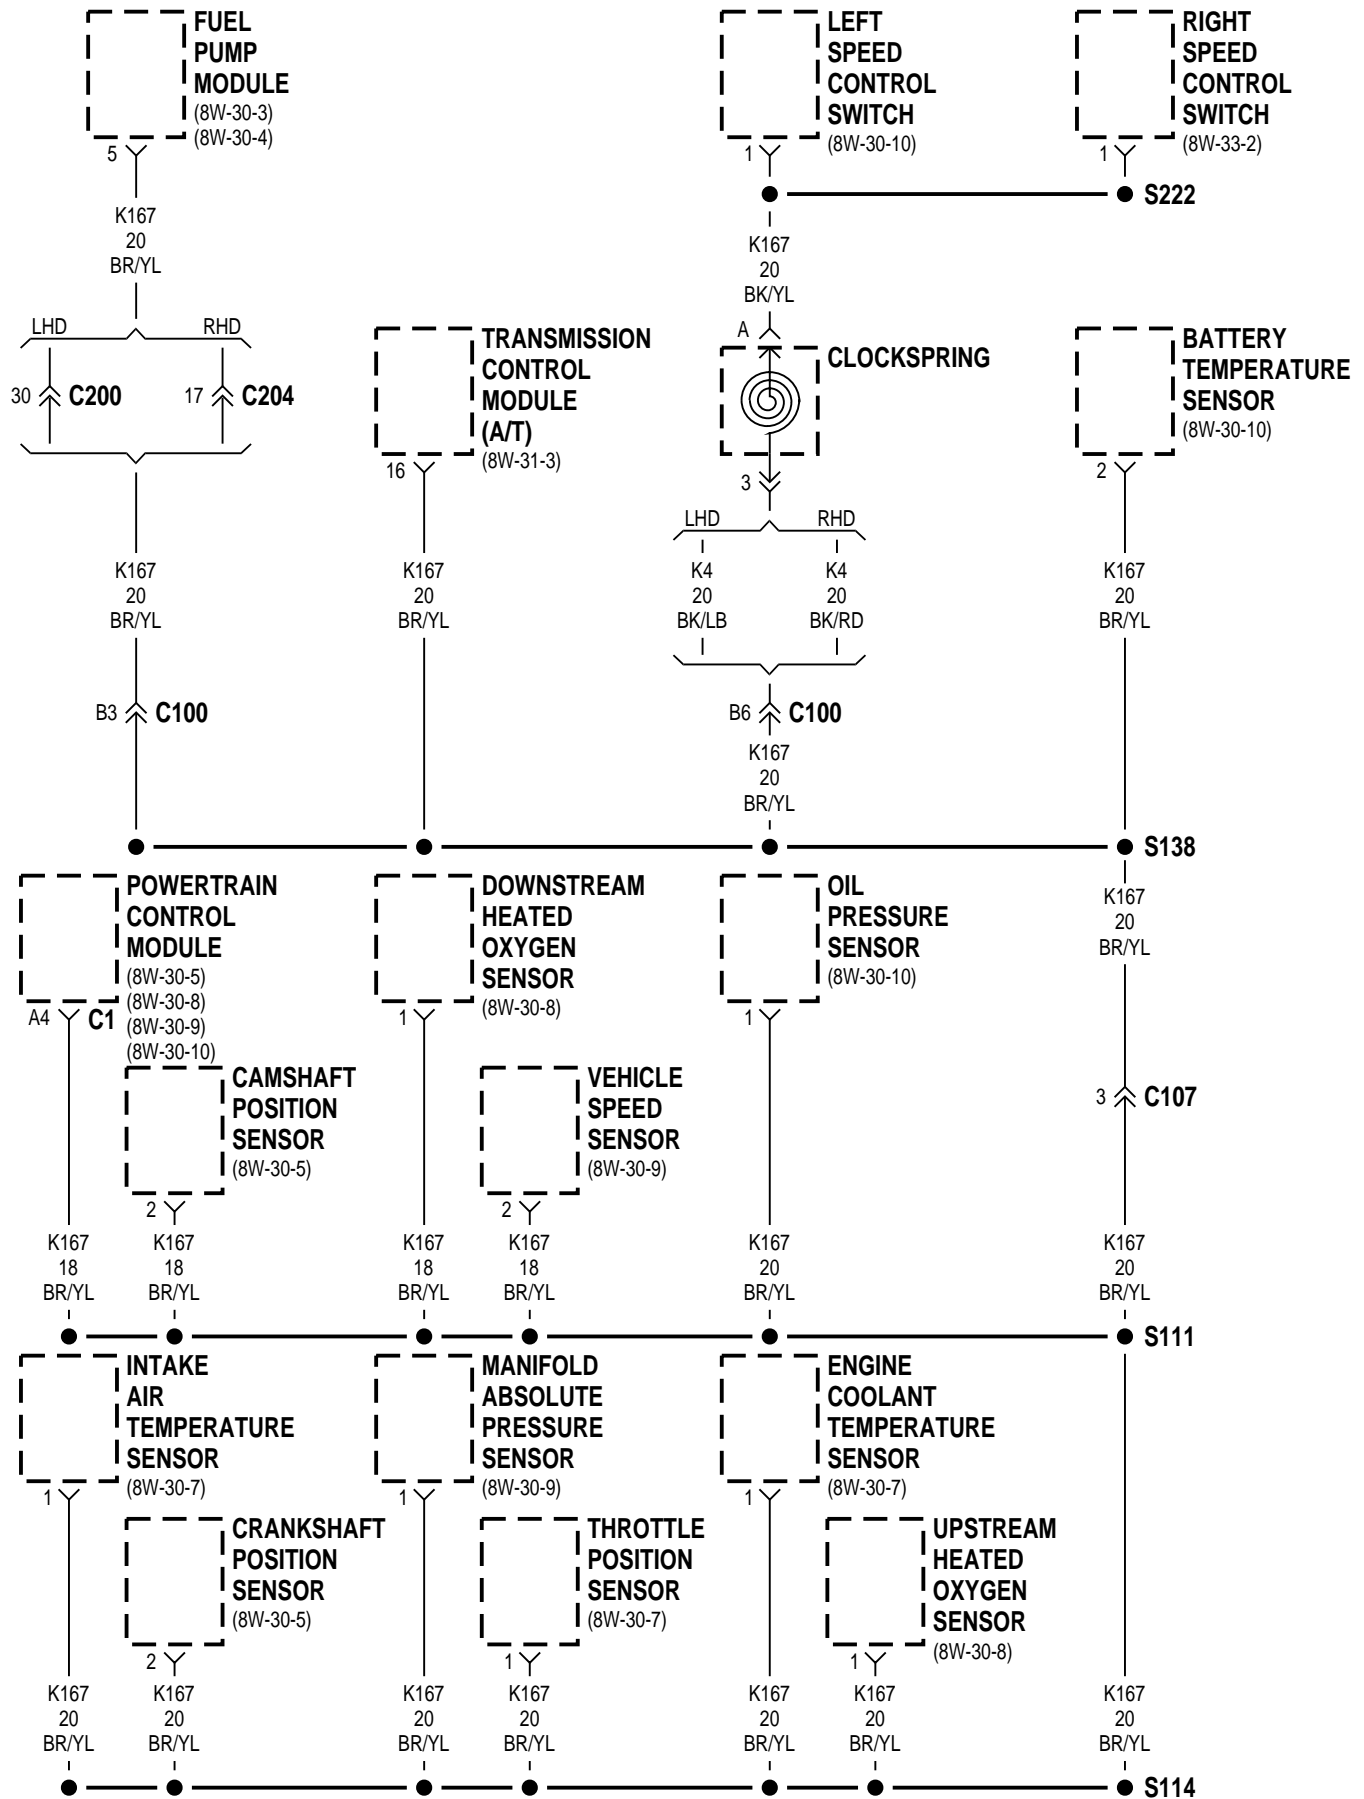 FUEL
PUMP
MODULE
(8W-30-3)
(8W-30-4)
5
K167
20
BR/YL
LHD
RHD
30
C200
17
C204
K167
20
BR/YL
B3
C100
TRANSMISSION
CONTROL
MODULE
(A/T)
(8W-31-3)
16
K167
20
BR/YL
LEFT
SPEED
CONTROL
SWITCH
(8W-30-10)
1
RIGHT
SPEED
CONTROL
SWITCH
(8W-33-2)
1
S222
K167
20
BK/YL
A
CLOCKSPRING
3
LHD
RHD
K4
20
BK/LB
K4
20
BK/RD
B6
C100
K167
20
BR/YL
BATTERY
TEMPERATURE
SENSOR
(8W-30-10)
2
K167
20
BR/YL
S138
POWERTRAIN
CONTROL
MODULE
(8W-30-5)
(8W-30-8)
(8W-30-9)
(8W-30-10)
A4
C1
K167
18
BR/YL
CAMSHAFT
POSITION
SENSOR
(8W-30-5)
2
K167
18
BR/YL
DOWNSTREAM
HEATED
OXYGEN
SENSOR
(8W-30-8)
1
K167
18
BR/YL
VEHICLE
SPEED
SENSOR
(8W-30-9)
2
K167
18
BR/YL
OIL
PRESSURE
SENSOR
(8W-30-10)
1
K167
20
BR/YL
K167
20
BR/YL
3
C107
K167
20
BR/YL
S111
INTAKE
AIR
TEMPERATURE
SENSOR
(8W-30-7)
1
K167
20
BR/YL
CRANKSHAFT
POSITION
SENSOR
(8W-30-5)
2
K167
20
BR/YL
MANIFOLD
ABSOLUTE
PRESSURE
SENSOR
(8W-30-9)
1
K167
20
BR/YL
THROTTLE
POSITION
SENSOR
(8W-30-7)
1
K167
20
BR/YL
ENGINE
COOLANT
TEMPERATURE
SENSOR
(8W-30-7)
1
K167
20
BR/YL
UPSTREAM
HEATED
OXYGEN
SENSOR
(8W-30-8)
1
K167
20
BR/YL
K167
20
BR/YL
S114